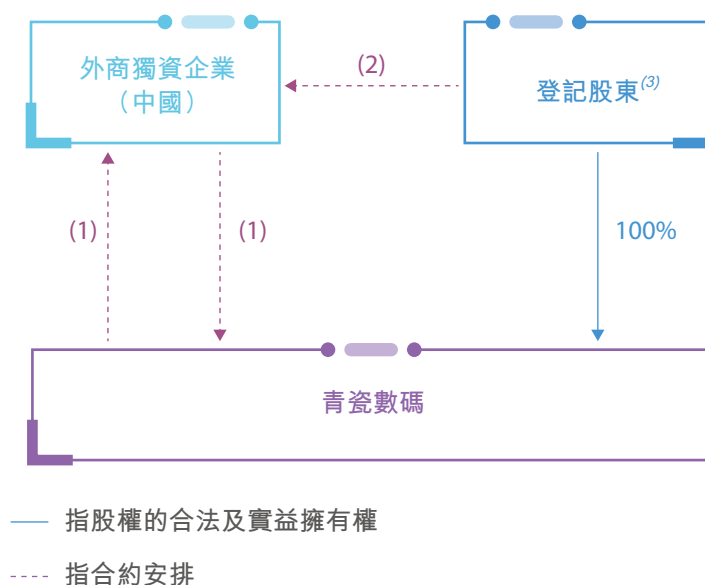 外商獨資企業
（中國）
(2)
登記股東(3)
(1)
(1)
100%
青瓷數碼
指股權的合法及實益擁有權
指合約安排